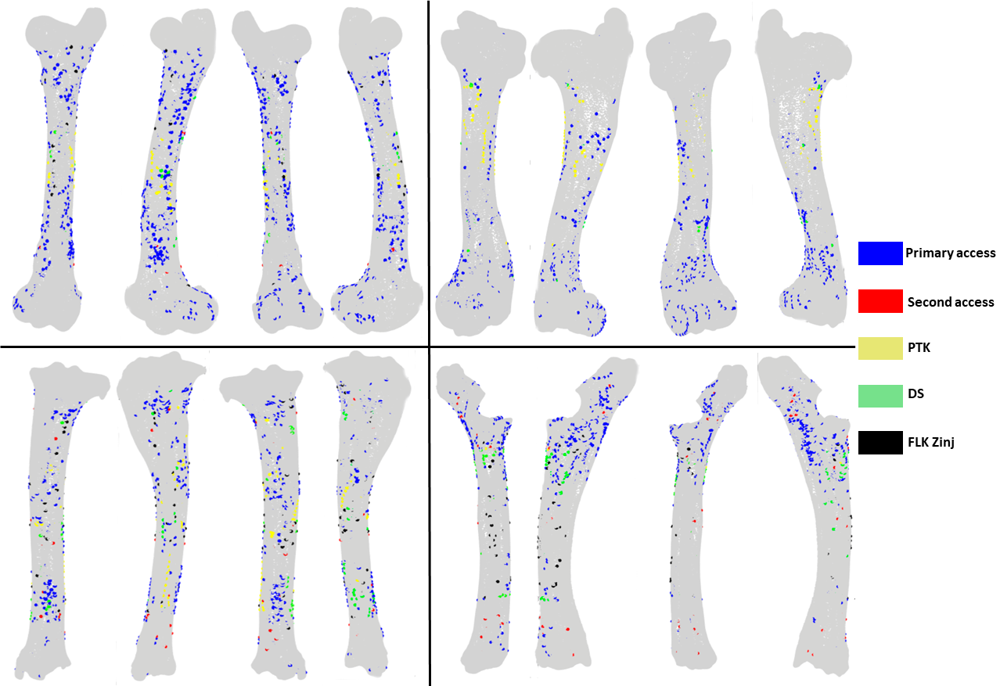 Primary access
Second access
PTK
DS
FLK Zinj